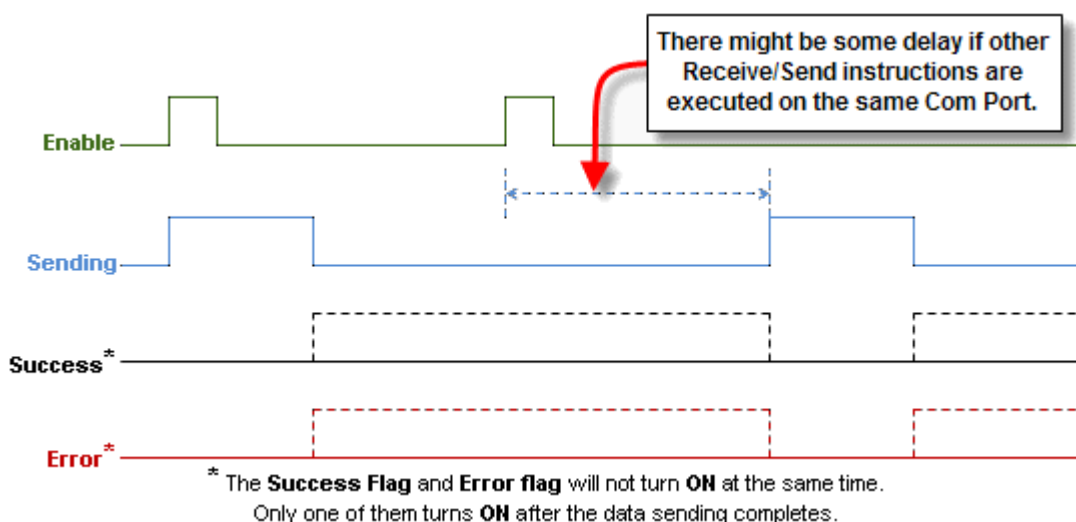 There might be some delay if other
Receive/Send instructions are
executed on the same Com Port.
Enable
Sending
Success*
Error*
* The Success Flag and Error flag will not turn ON at the same time.
Only one of them turns ON after the data sending completes.